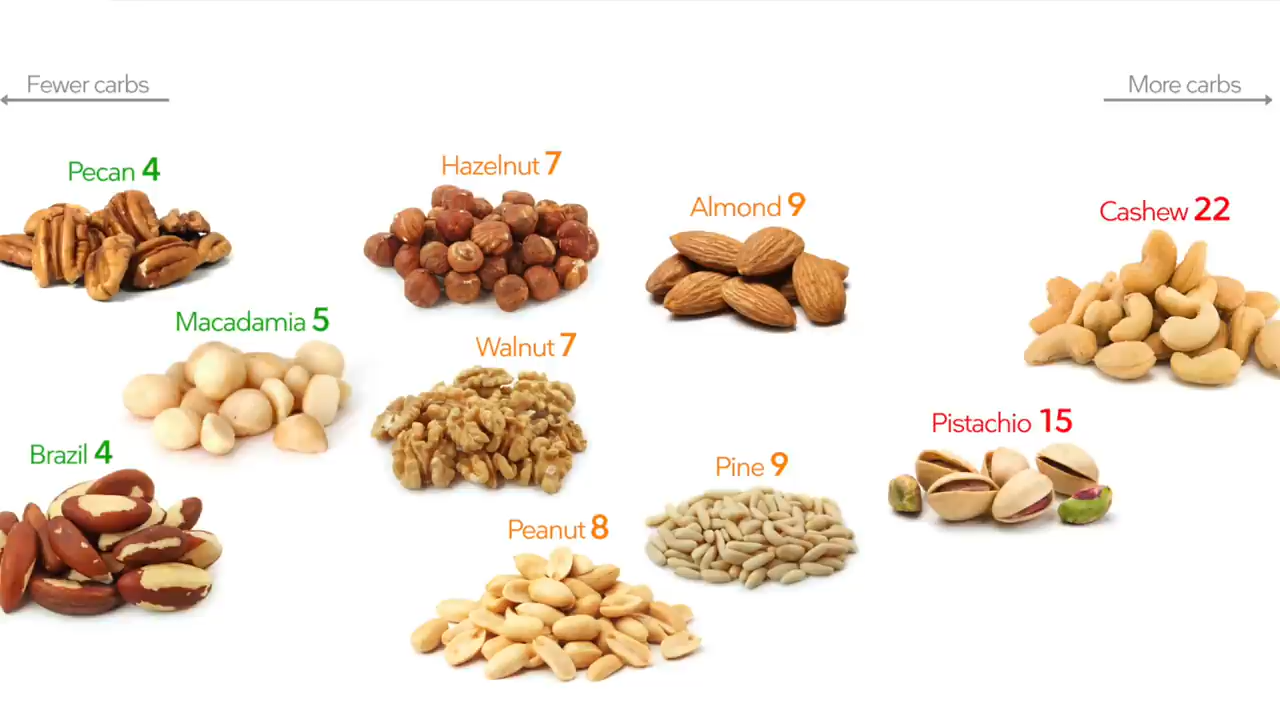 Fewer carbs
More carbs
Pecan 4
Hazelnut 7
Almond 9
Cashew 22
Macadamia 5
Walnut 7
Pistachio 15
Brazil 4
Pine 9
Peanut 8